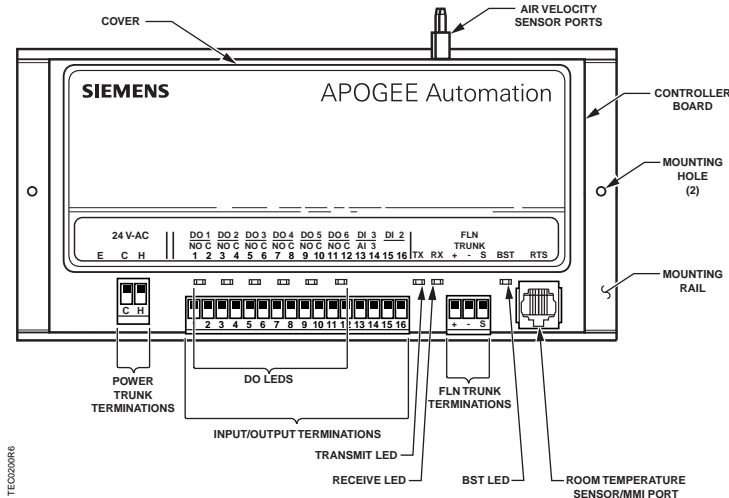 AIR VELOCITY
SENSOR PORTS
COVER
SIEMENS
APOGEE Automation
CONTROLLER
BOARD
MOUNTING
HOLE
(2)
24 V-AC
DO 1 DO 2 DO 3 DO 4 DO 5 DO 6 DI 3 DI 2
FLN
NO C NO C NO C NO C NO C NO C AI 3
TRUNK
E C H
1 2 3 4 5 6 7 8 9 10 11 12 13 14 15 16
TX RX + - S BST RTS
MOUNTING
RAIL
C H
1 2 3 4 5 6 7 8 9 10 11 12 13 14 15 16
+ - S
POWER
TRUNK
TERMINATIONS
DO LEDS
FLN TRUNK
TERMINATIONS
INPUT/OUTPUT TERMINATIONS
TRANSMIT LED
RECEIVE LED
BST LED
ROOM TEMPERATURE
SENSOR/MMI PORT
TEC0200R6